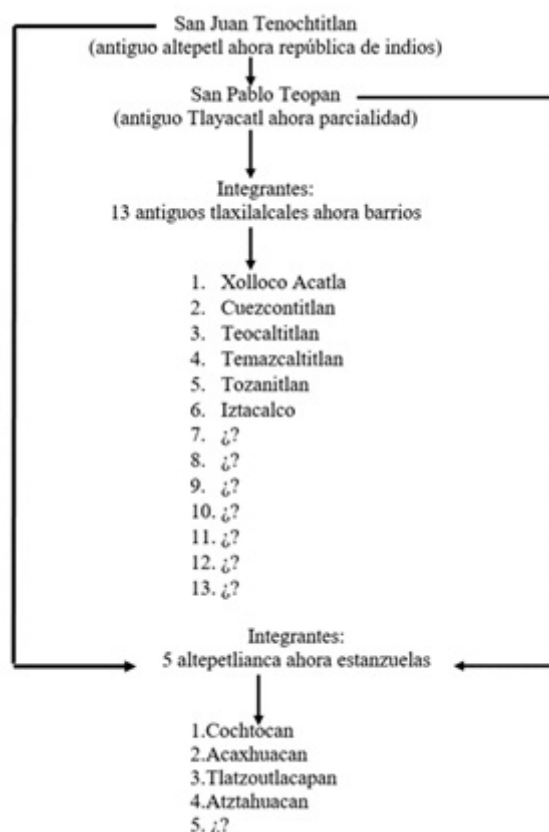 San Juan Tenochtitlan
(antiguo altepetl ahora república de indios)
San Pablo Teopan
(antiguo Tlayacatl ahora parcialidad)
Integrantes:
13 antiguos tlaxilalcales ahora barrios
1. Xolloco Acatla
2. Cuezcontitlan
3. Teocaltitlan
4. Temazcaltitlan
5. Tozanitlan
6. Iztacalco
7. ¿?
8. ¿?
9. ¿?
10. ¿?
11. ¿?
12. ¿?
13. ¿?
Integrantes:
5 altepetlianca ahora estanzuelas
1.Cochtocan
2.Acaxhuacan
3.Tlatzoutlacapan
4.Atztahuacan
5. ¿?